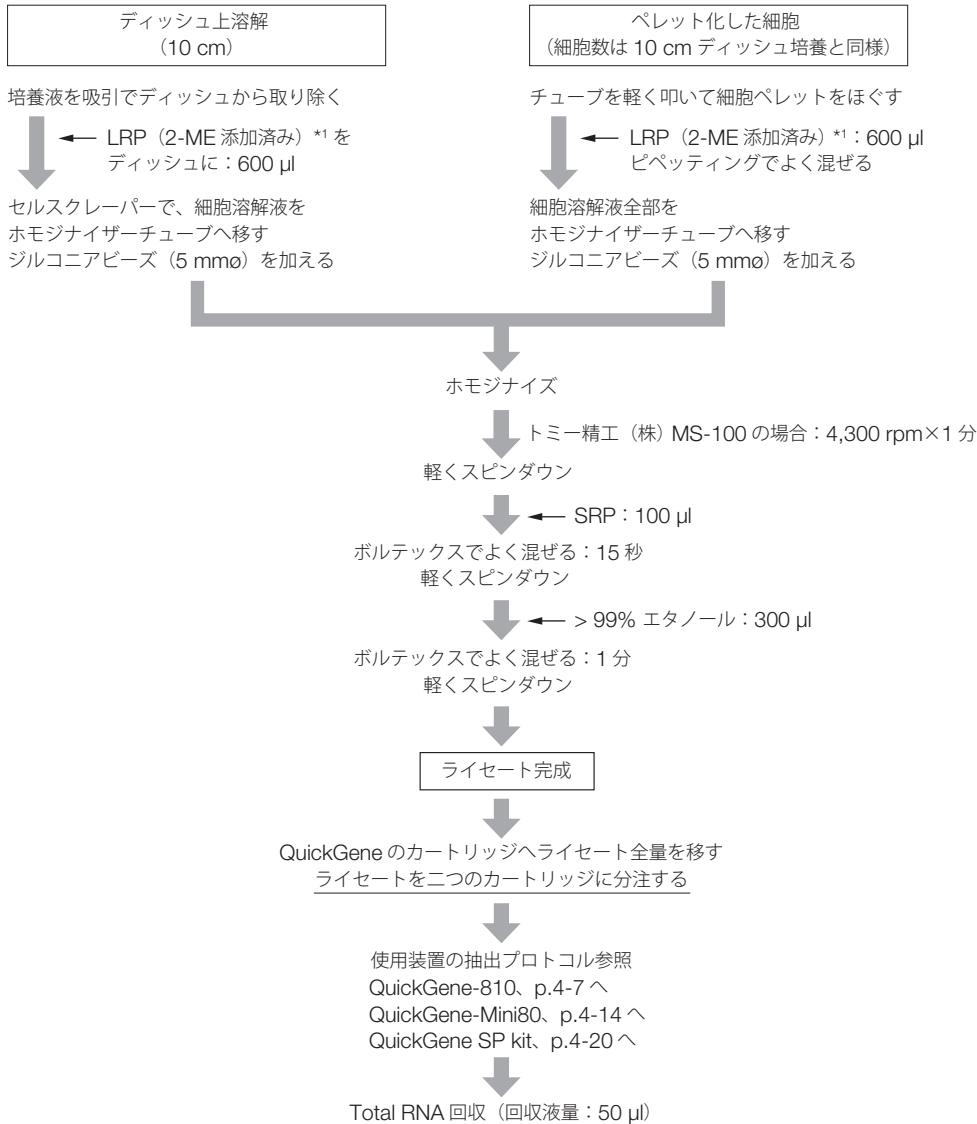 ディッシュ上溶解
（10 cm）
培養液を吸引でディッシュから取り除く
LRP（2-ME 添加済み）*1 を
ディッシュに：600 µl
セルスクレーパーで、細胞溶解液を
ホモジナイザーチューブへ移す
ジルコニアビーズ（5 mmø）を加える
ペレット化した細胞
（細胞数は 10 cm ディッシュ培養と同様）
チューブを軽く叩いて細胞ペレットをほぐす
LRP（2-ME 添加済み）*1：600 µl
ピペッティングでよく混ぜる
細胞溶解液全部を
ホモジナイザーチューブへ移す
ジルコニアビーズ（5 mmø）を加える
ホモジナイズ
トミー精工（株）MS-100 の場合：4,300 rpm×1 分
軽くスピンダウン
SRP：100 µl
ボルテックスでよく混ぜる：15 秒
軽くスピンダウン
> 99% エタノール：300 µl
ボルテックスでよく混ぜる：1 分
軽くスピンダウン
ライセート完成
QuickGene のカートリッジへライセート全量を移す
ライセートを二つのカートリッジに分注する
使用装置の抽出プロトコル参照
QuickGene-810、p.4-7 へ
QuickGene-Mini80、p.4-14 へ
QuickGene SP kit、p.4-20 へ
Total RNA 回収（回収液量：50 µl）